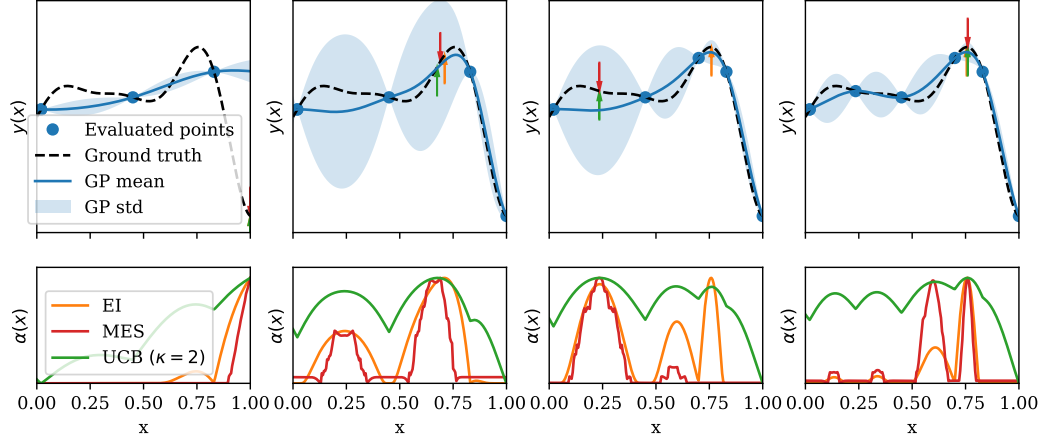 y(x)
Evaluated points
Ground truth
GP mean
GP std
y(x)
y(x)
y(x)
α(x)
EI
MES
UCB (κ = 2)
α(x)
α(x)
α(x)
0.00 0.25 0.50 0.75 1.00
0.00 0.25 0.50 0.75 1.00
0.00 0.25 0.50 0.75 1.00
0.00 0.25 0.50 0.75 1.00
x
x
x
x